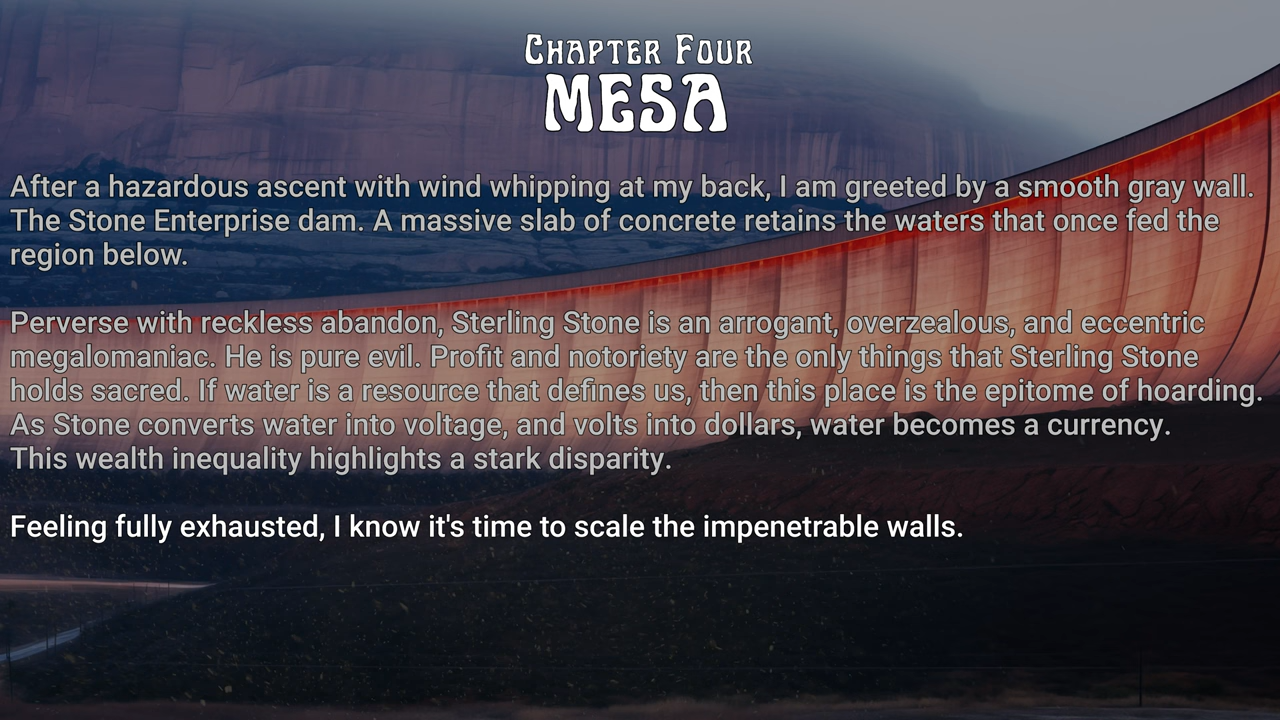 Chapter Four
MESA
After a hazardous ascent with wind whipping at my back, I am greeted by a smooth gray wall.
The Stone Enterprise dam. A massive slab of concrete retains the waters that once fed the
region below.
Perverse with reckless abandon, Sterling Stone is an arrogant, overzealous, and eccentric
megalomaniac. He is pure evil. Profit and notoriety are the only things that Sterling Stone
holds sacred. If water is a resource that defines us, then this place is the epitome of hoarding.
As Stone converts water into voltage, and volts into dollars, water becomes a currency.
This wealth inequality highlights a stark disparity.
Feeling fully exhausted, I know it's time to scale the impenetrable walls.